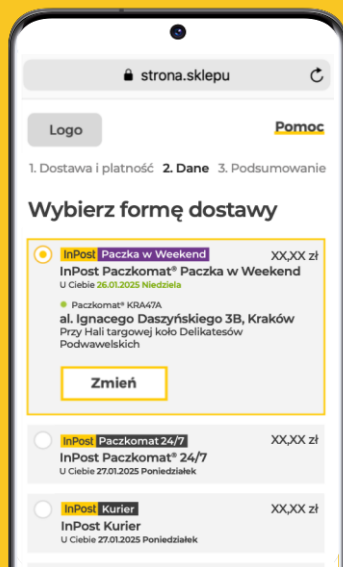 strona.sklepu
Logo
Pomoc
1. Dostawa i płatność 2. Dane 3. Podsumowanie
Wybierz formę dostawy
InPost Paczka w Weekend XX,XX zł
InPost Paczkomat® Paczka w Weekend
U Ciebie 26.01.2025 Niedziela
Paczkomat® KRA47A
al. Ignacego Daszyńskiego 3B, Kraków
Przy Hali targowej koło Delikatesów
Podwawelskich
Zmień
InPost Paczkomat 24/7 XX,XX zł
InPost Paczkomat® 24/7
U Ciebie 27.01.2025 Poniedziałek
InPost Kurier XX,XX zł
InPost Kurier
U Ciebie 27.01.2025 Poniedziałek